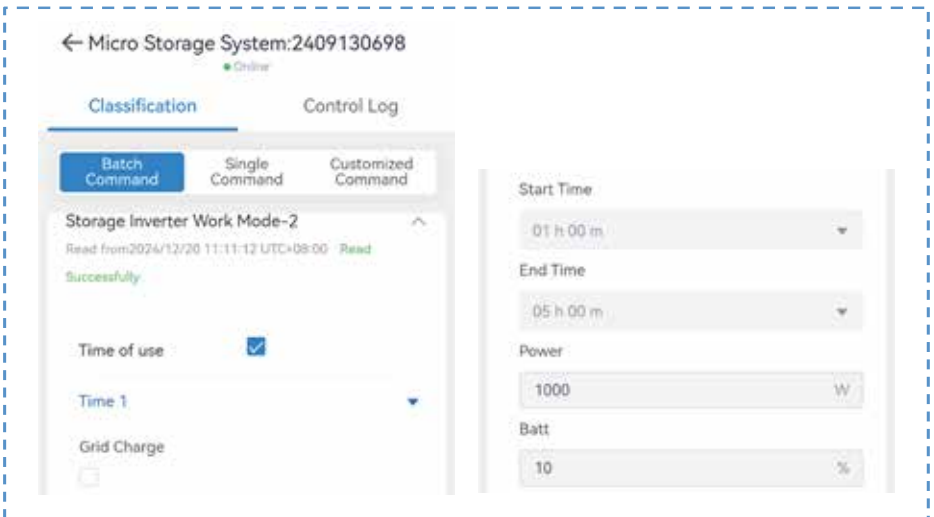 ← Micro Storage System:2409130698
Online
Classification
Control Log
Batch Command
Single Command
Customized Command
Storage Inverter Work Mode-2
Read from2024/12/20 11:11:12 UTC+08:00 Read
Successfully
Time of use
Time 1
Grid Charge
Start Time
01 h 00 m
End Time
05 h 00 m
Power
1000 W
Batt
10 %